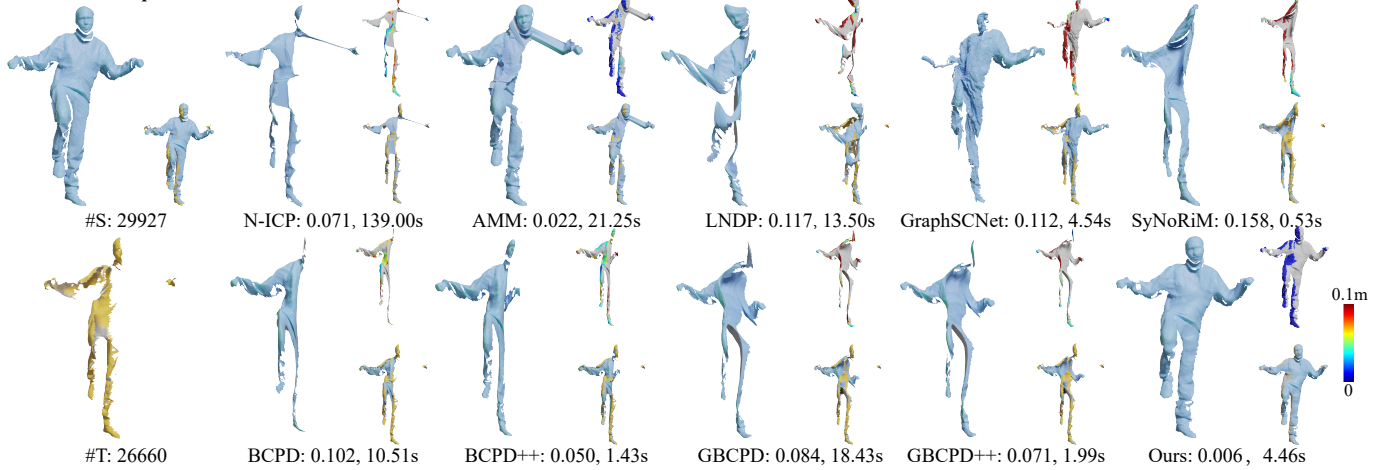 #S: 29927
N-ICP: 0.071, 139.00s
AMM: 0.022, 21.25s
LNDP: 0.117, 13.50s
GraphSCNet: 0.112, 4.54s
SyNoRiM: 0.158, 0.53s
0.1m
0
#T: 26660
BCPD: 0.102, 10.51s
BCPD++: 0.050, 1.43s
GBCPD: 0.084, 18.43s
GBCPD++: 0.071, 1.99s
Ours: 0.006 , 4.46s